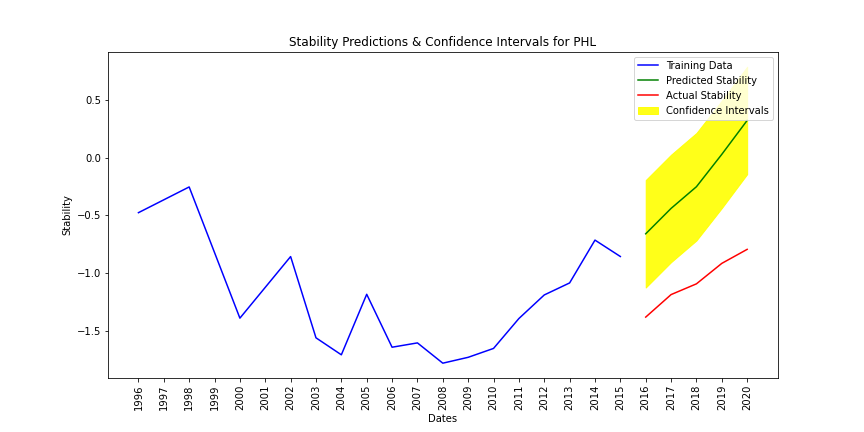 Stability Predictions & Confidence Intervals for PHL
Training Data
Predicted Stability
Actual Stability
Confidence Intervals
Stability
0.5
0.0
−0.5
−1.0
−1.5
1996 1997 1998 1999 2000 2001 2002 2003 2004 2005 2006 2007 2008 2009 2010 2011 2012 2013 2014 2015 2016 2017 2018 2019 2020
Dates